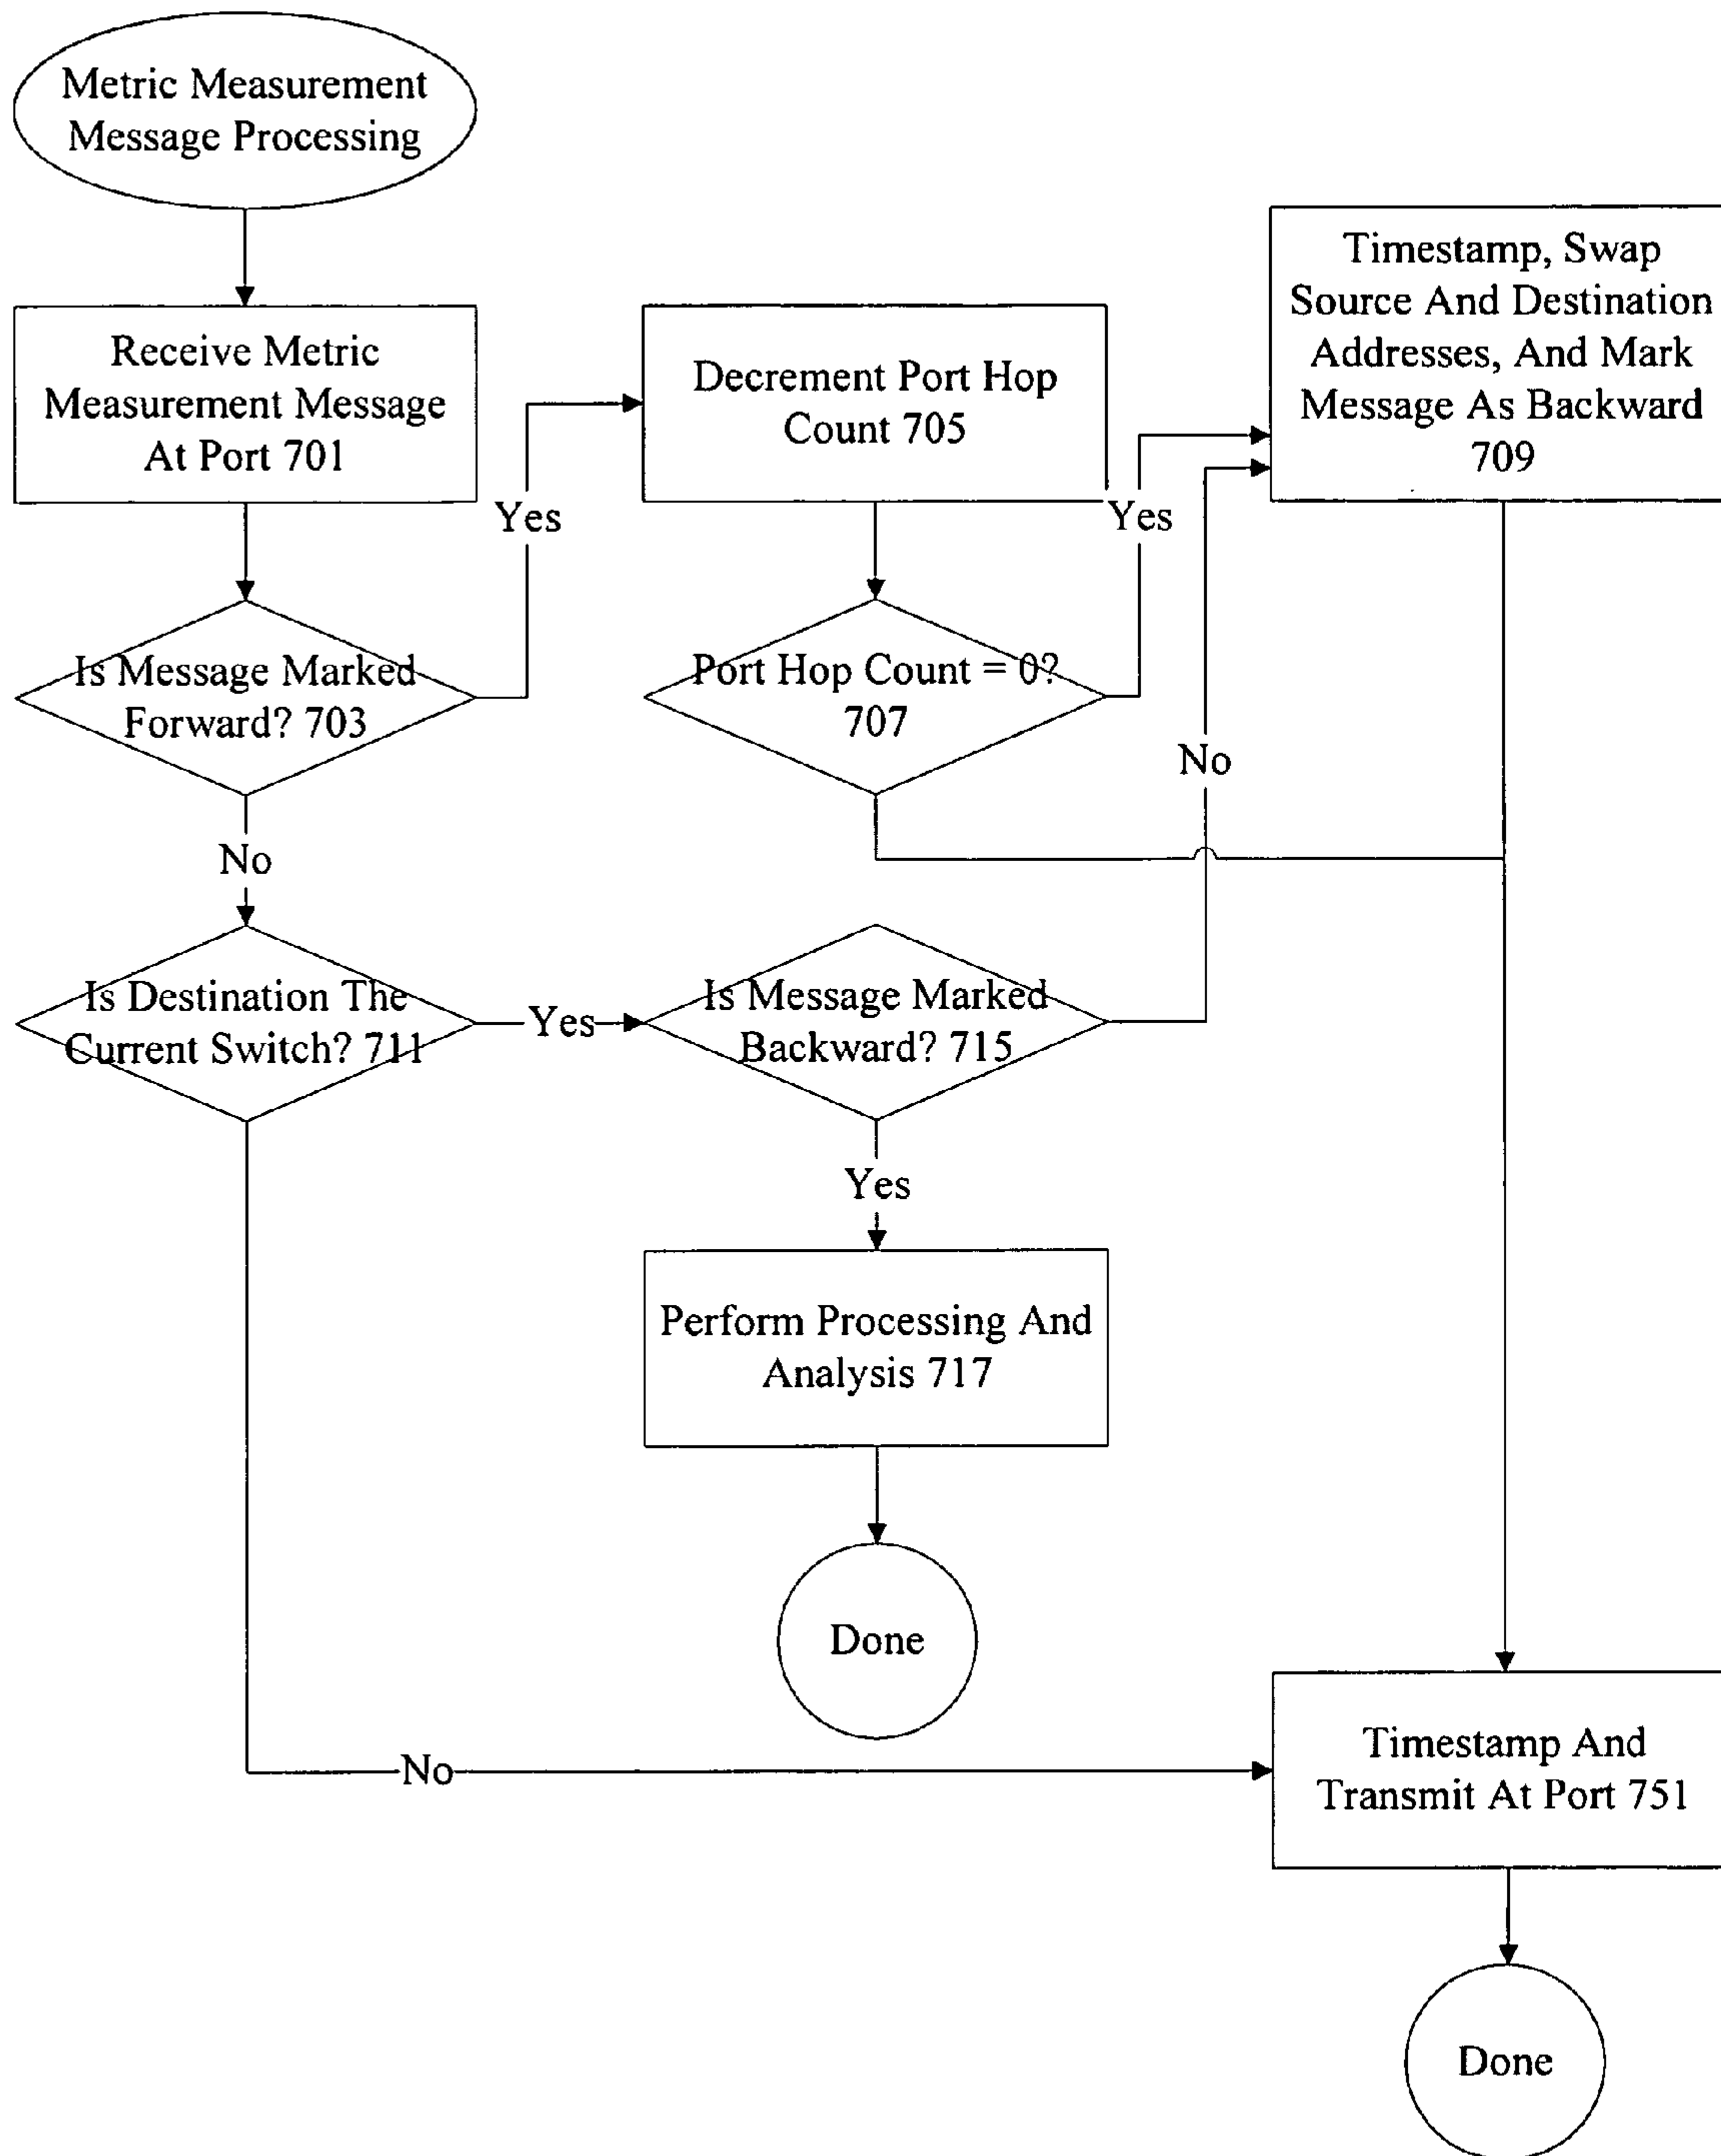 Metric Measurement
Message Processing
Receive Metric
Measurement Message
At Port 701
Yes
Decrement Port Hop
Count 705
Yes
Timestamp, Swap
Source And Destination
Addresses, And Mark
Message As Backward
709
Is Message Marked
Forward? 703
Port Hop Count = 0?
707
No
No
Is Destination The
Current Switch? 711
Yes
Is Message Marked
Backward? 715
Yes
Perform Processing And
Analysis 717
Done
No
Timestamp And
Transmit At Port 751
Done